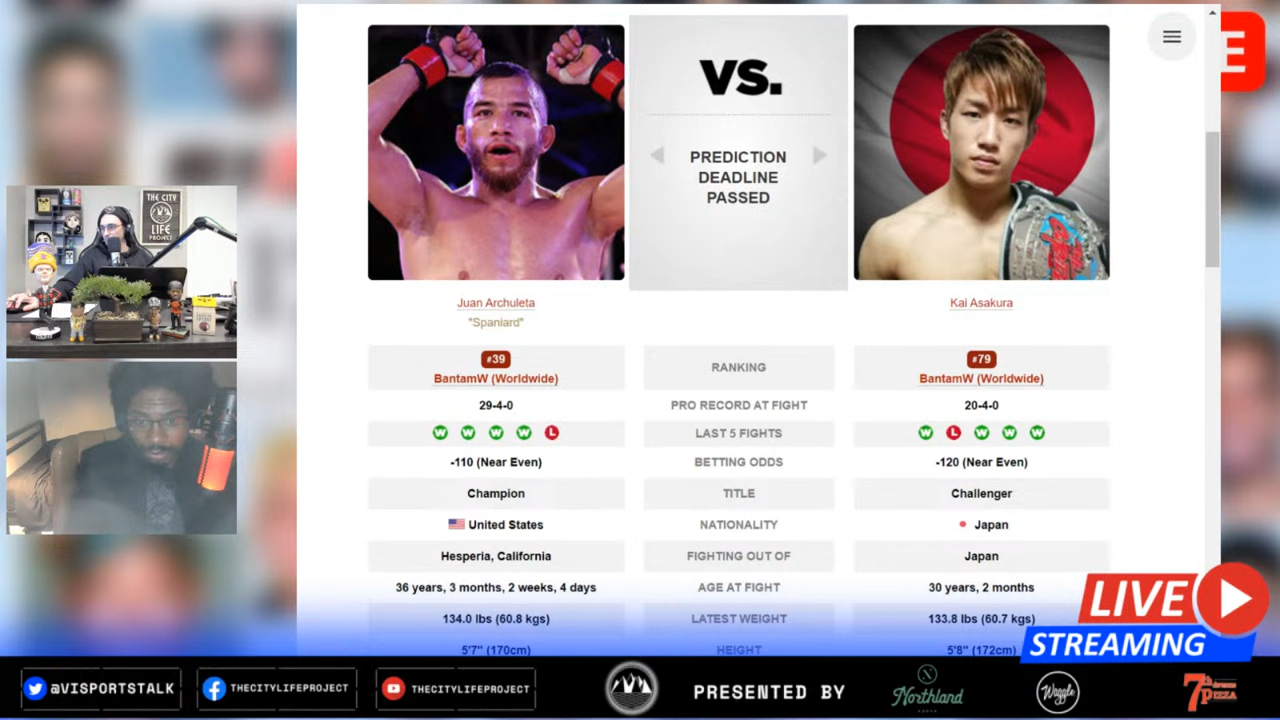 VS.
PREDICTION
DEADLINE
PASSED
E
THE CITY
LIFE
PROJECT
Juan Archuleta
"Spaniard"
Kai Asakura
#39
BantamW (Worldwide)
RANKING
#79
BantamW (Worldwide)
29-4-0
PRO RECORD AT FIGHT
20-4-0
W W W W L
LAST 5 FIGHTS
W L W W W
-110 (Near Even)
BETTING ODDS
-120 (Near Even)
Champion
TITLE
Challenger
United States
NATIONALITY
Japan
Hesperia, California
FIGHTING OUT OF
Japan
36 years, 3 months, 2 weeks, 4 days
AGE AT FIGHT
30 years, 2 months
134.0 lbs (60.8 kgs)
LATEST WEIGHT
133.8 lbs (60.7 kgs)
5'7" (170cm)
HEIGHT
5'8" (172cm)
LIVE
STREAMING
@VISPORTSTALK
THECITYLIFEPROJECT
THECITYLIFEPROJECT
PRESENTED BY
N
Northland
Waggle
7th Avenue
PIZZA